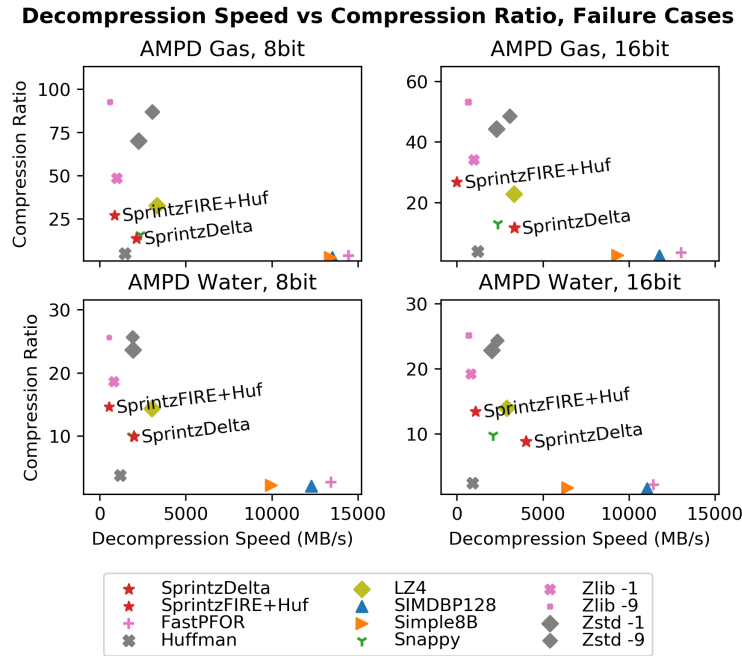 Decompression Speed vs Compression Ratio, Failure Cases
AMPD Gas, 8bit
AMPD Gas, 16bit
Compression Ratio
100
75
50
25
SprintzFIRE+Huf
SprintzDelta
60
40
20
SprintzFIRE+Huf
SprintzDelta
AMPD Water, 8bit
AMPD Water, 16bit
Compression Ratio
30
20
10
SprintzFIRE+Huf
SprintzDelta
0 5000 10000 15000
Decompression Speed (MB/s)
30
20
10
SprintzFIRE+Huf
SprintzDelta
0 5000 10000 15000
Decompression Speed (MB/s)
SprintzDelta
SprintzFIRE+Huf
FastPFOR
Huffman
LZ4
SIMDBP128
Simple8B
Snappy
Zlib -1
Zlib -9
Zstd -1
Zstd -9